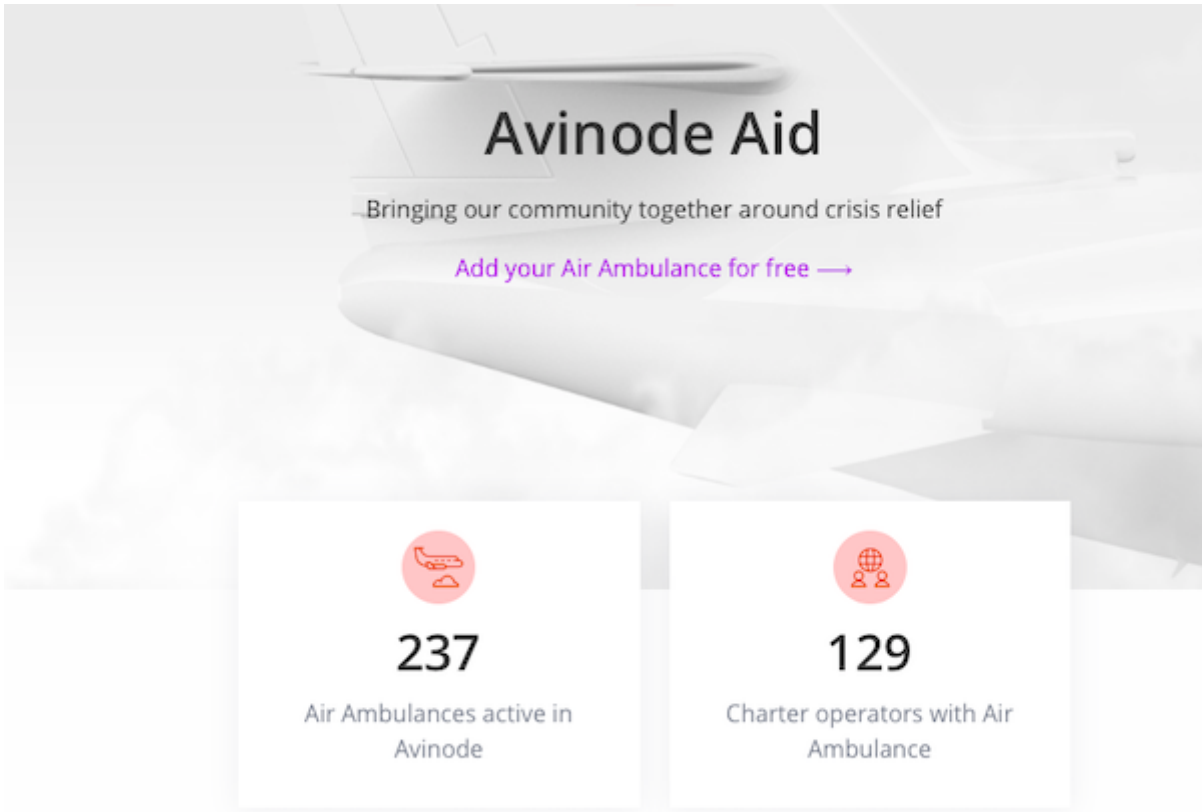 Avinode Aid
Bringing our community together around crisis relief
Add your Air Ambulance for free ⟶
237
Air Ambulances active in
Avinode
129
Charter operators with Air
Ambulance